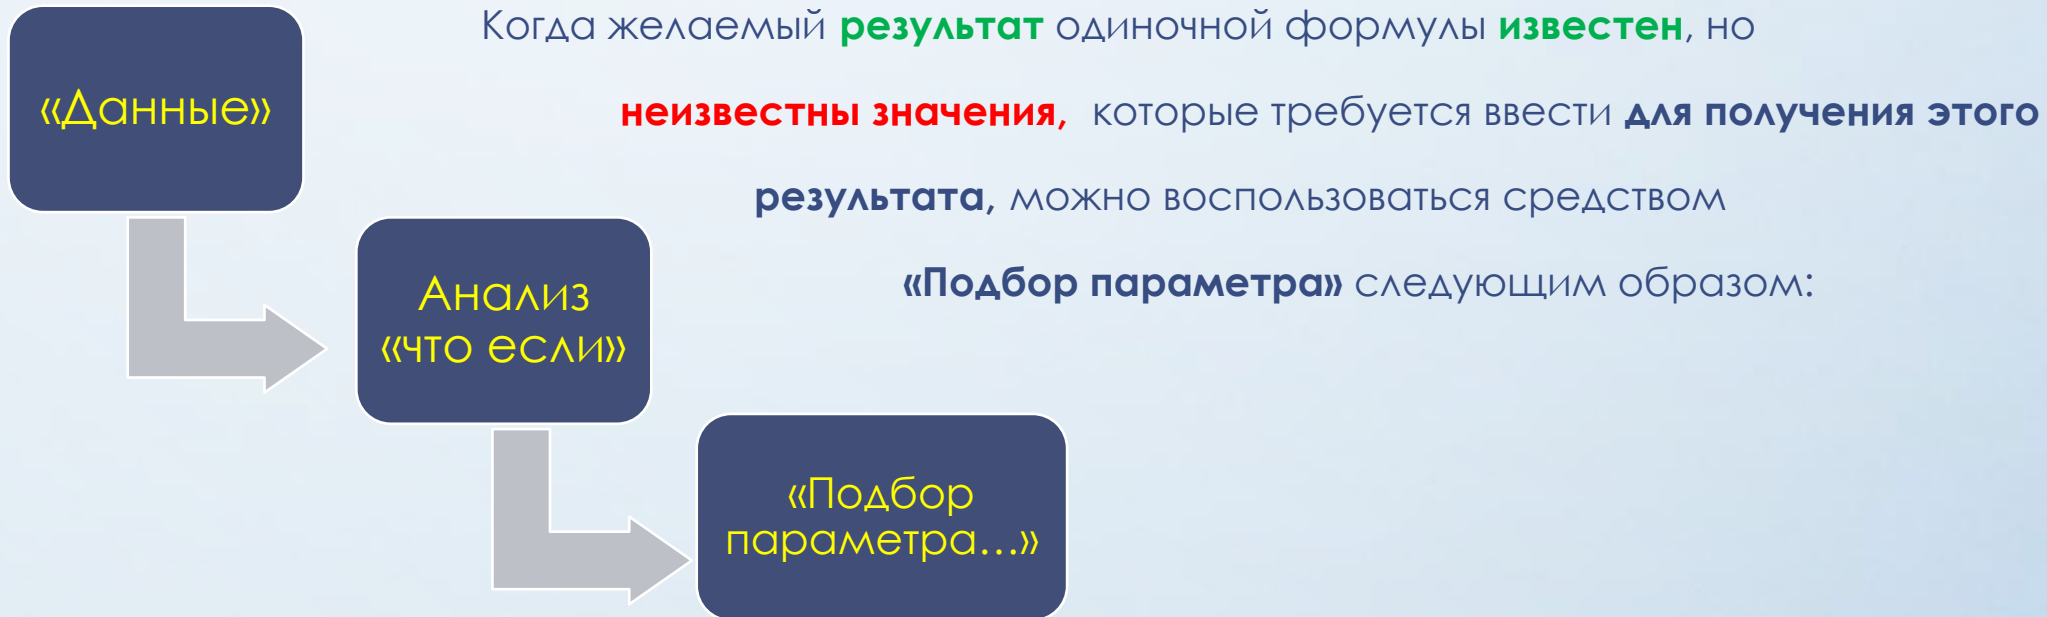 Когда желаемый результат одиночной формулы известен, но
неизвестны значения, которые требуется ввести для получения этого
результата, можно воспользоваться средством
«Подбор параметра» следующим образом:
«Данные»
Анализ
«что если»
«Подбор
параметра...»